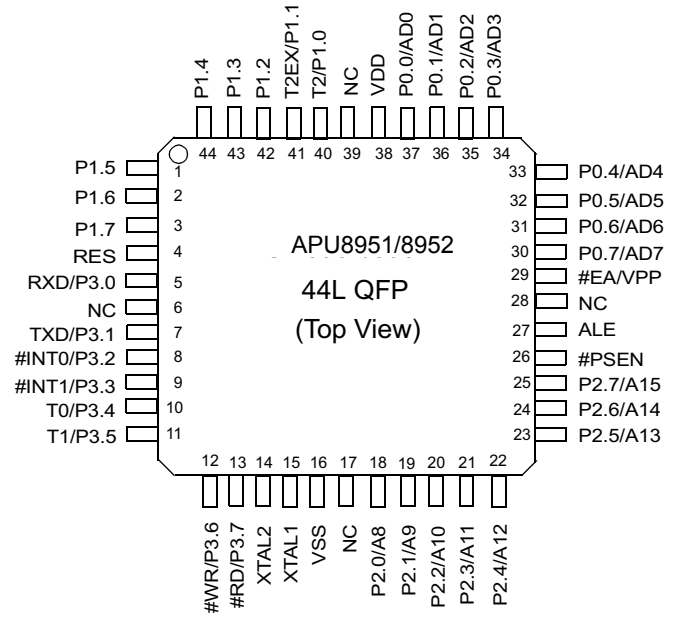 P1.4
P1.3
P1.2
T2EX/P1.1
T2/P1.0
NC
VDD
P0.0/AD0
P0.1/AD1
P0.2/AD2
P0.3/AD3
44 43 42 41 40 39 38 37 36 35 34
P1.5 1
P1.6 2
P1.7 3
RES 4
RXD/P3.0 5
NC 6
TXD/P3.1 7
#INT0/P3.2 8
#INT1/P3.3 9
T0/P3.4 10
T1/P3.5 11
APU8951/8952
44L QFP
(Top View)
33 P0.4/AD4
32 P0.5/AD5
31 P0.6/AD6
30 P0.7/AD7
29 #EA/VPP
28 NC
27 ALE
26 #PSEN
25 P2.7/A15
24 P2.6/A14
23 P2.5/A13
12 13 14 15 16 17 18 19 20 21 22
#WR/P3.6
#RD/P3.7
XTAL2
XTAL1
VSS
NC
P2.0/A8
P2.1/A9
P2.2/A10
P2.3/A11
P2.4/A12